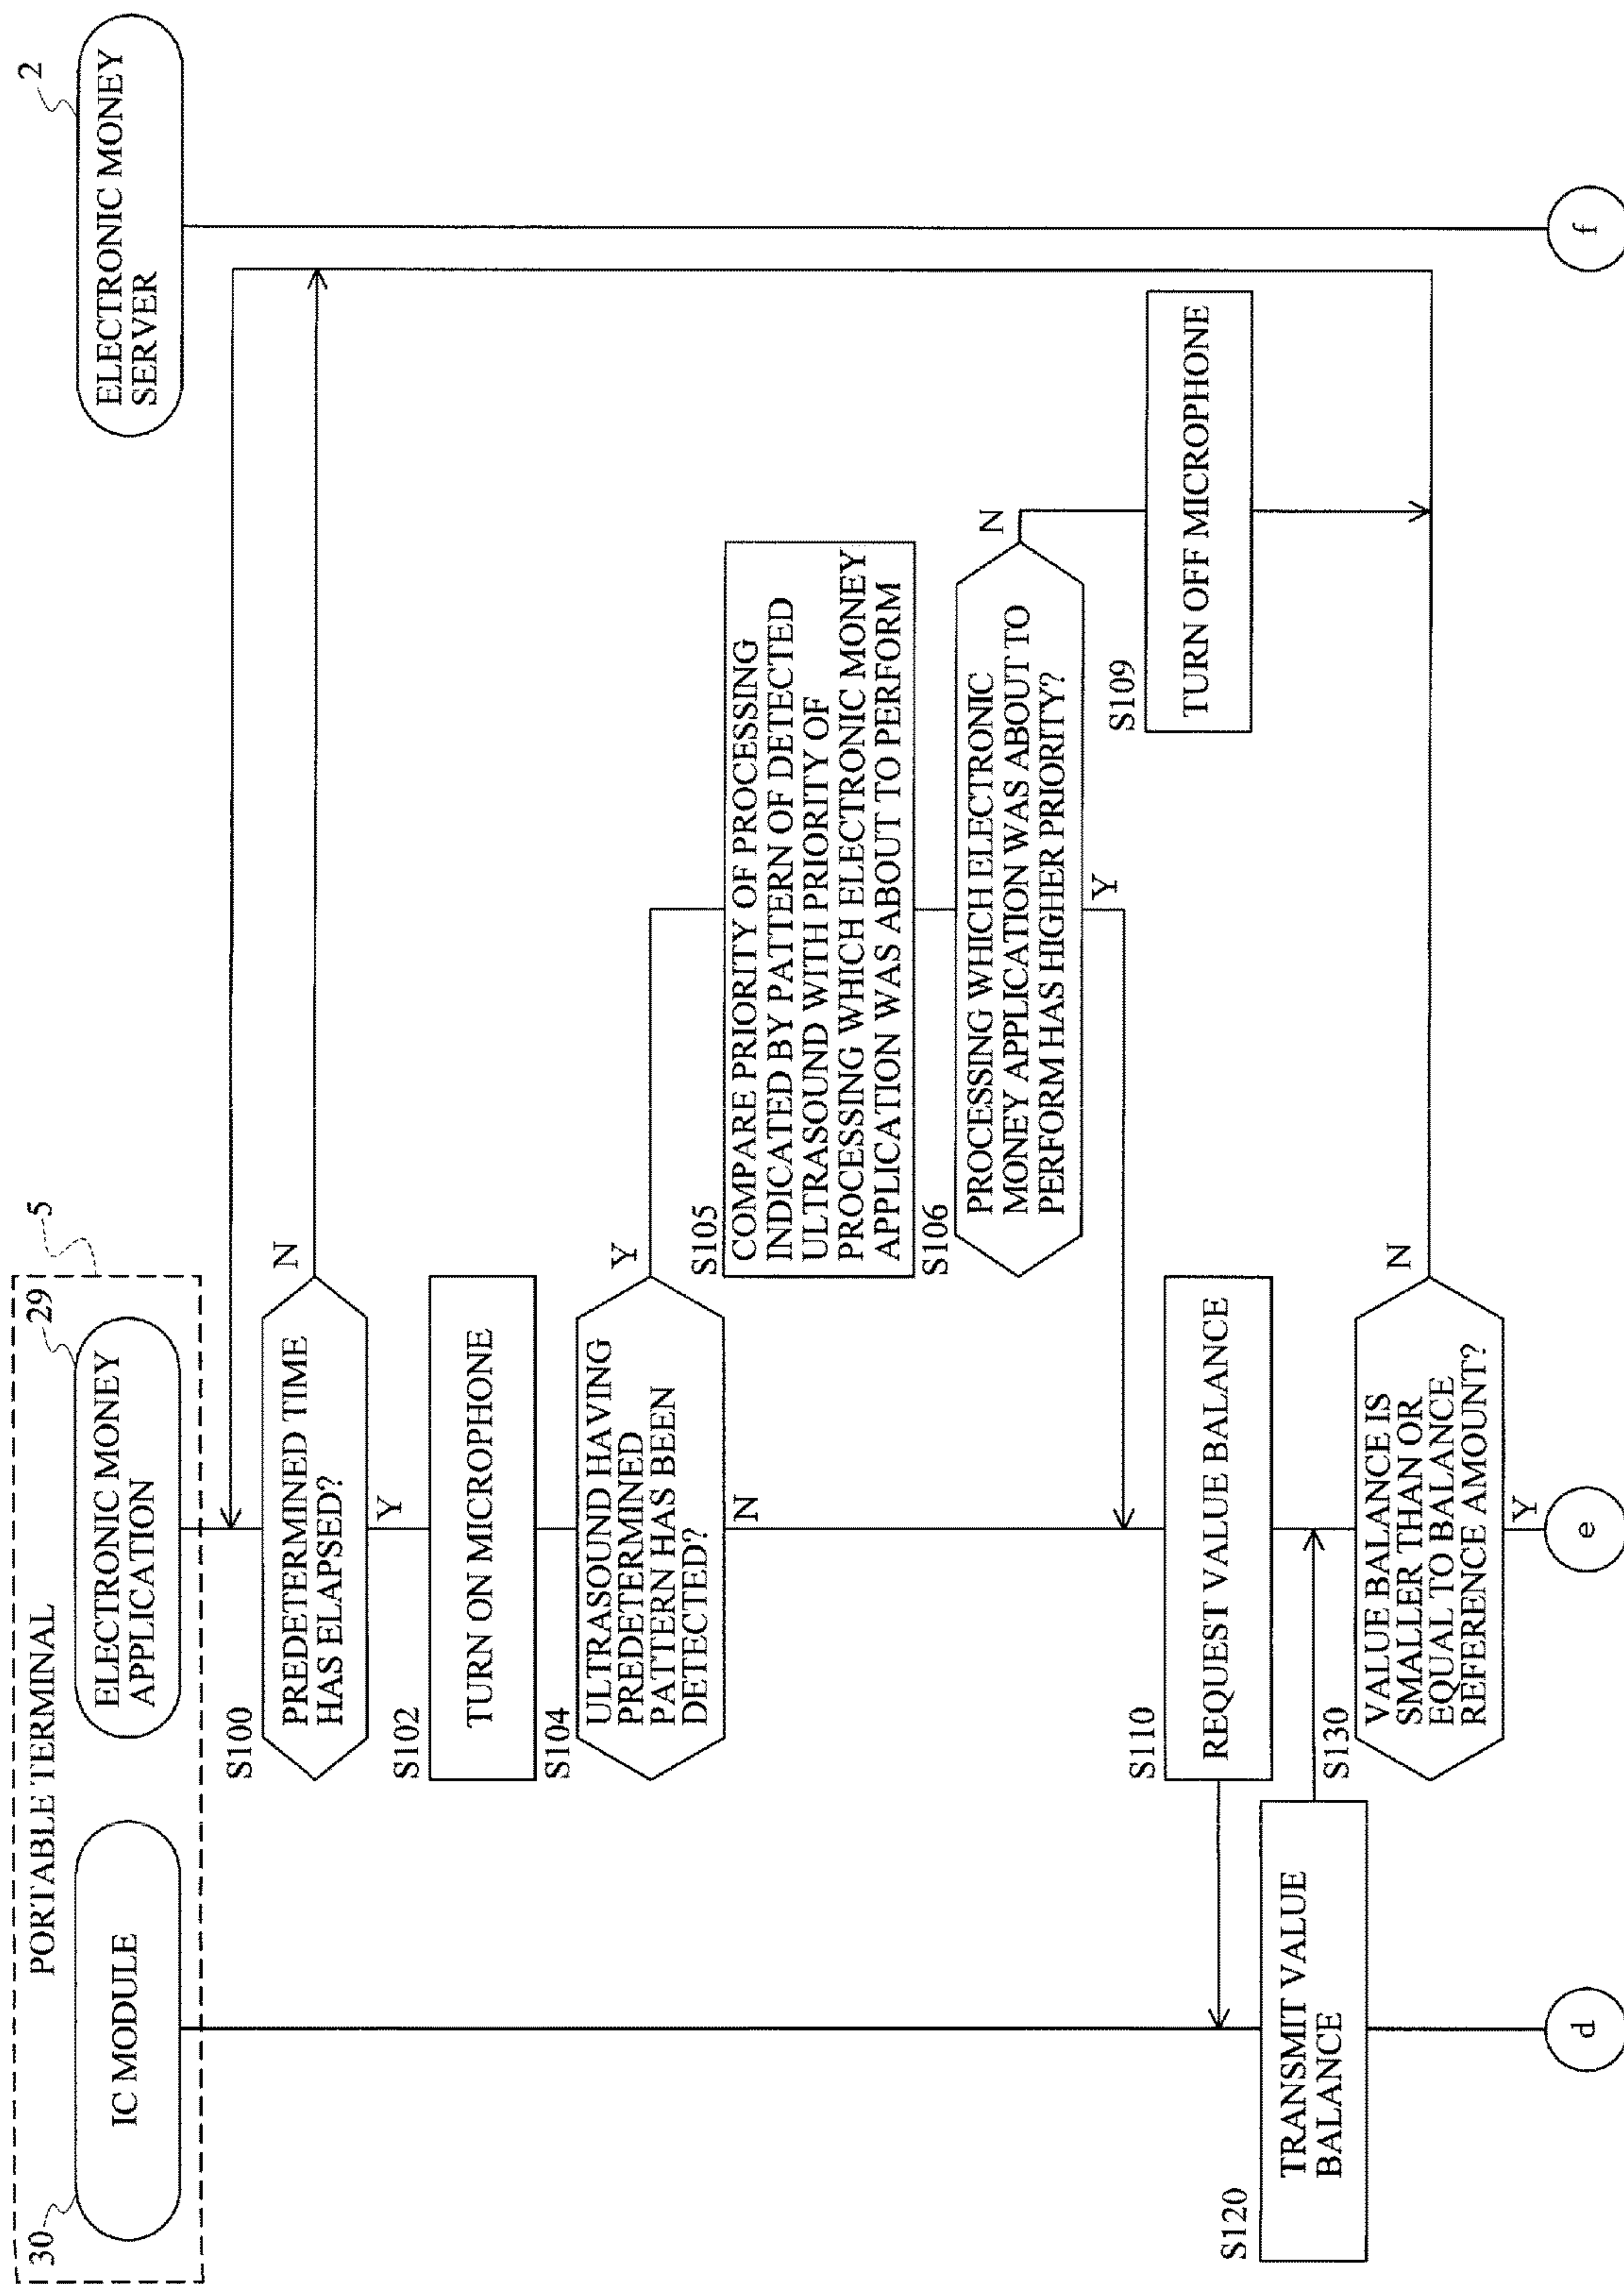 PORTABLE TERMINAL
5
30
IC MODULE
29
ELECTRONIC MONEY
APPLICATION
2
ELECTRONIC MONEY
SERVER
S100
PREDETERMINED TIME
HAS ELAPSED?
N
Y
S102
TURN ON MICROPHONE
S104
ULTRASOUND HAVING
PREDETERMINED
PATTERN HAS BEEN
DETECTED?
Y
N
S105
COMPARE PRIORITY OF PROCESSING
INDICATED BY PATTERN OF DETECTED
ULTRASOUND WITH PRIORITY OF
PROCESSING WHICH ELECTRONIC MONEY
APPLICATION WAS ABOUT TO PERFORM
S106
PROCESSING WHICH ELECTRONIC
MONEY APPLICATION WAS ABOUT TO
PERFORM HAS HIGHER PRIORITY?
N
Y
S109
TURN OFF MICROPHONE
S110
REQUEST VALUE BALANCE
S120
TRANSMIT VALUE
BALANCE
S130
VALUE BALANCE IS
SMALLER THAN OR
EQUAL TO BALANCE
REFERENCE AMOUNT?
N
Y
d
e
f